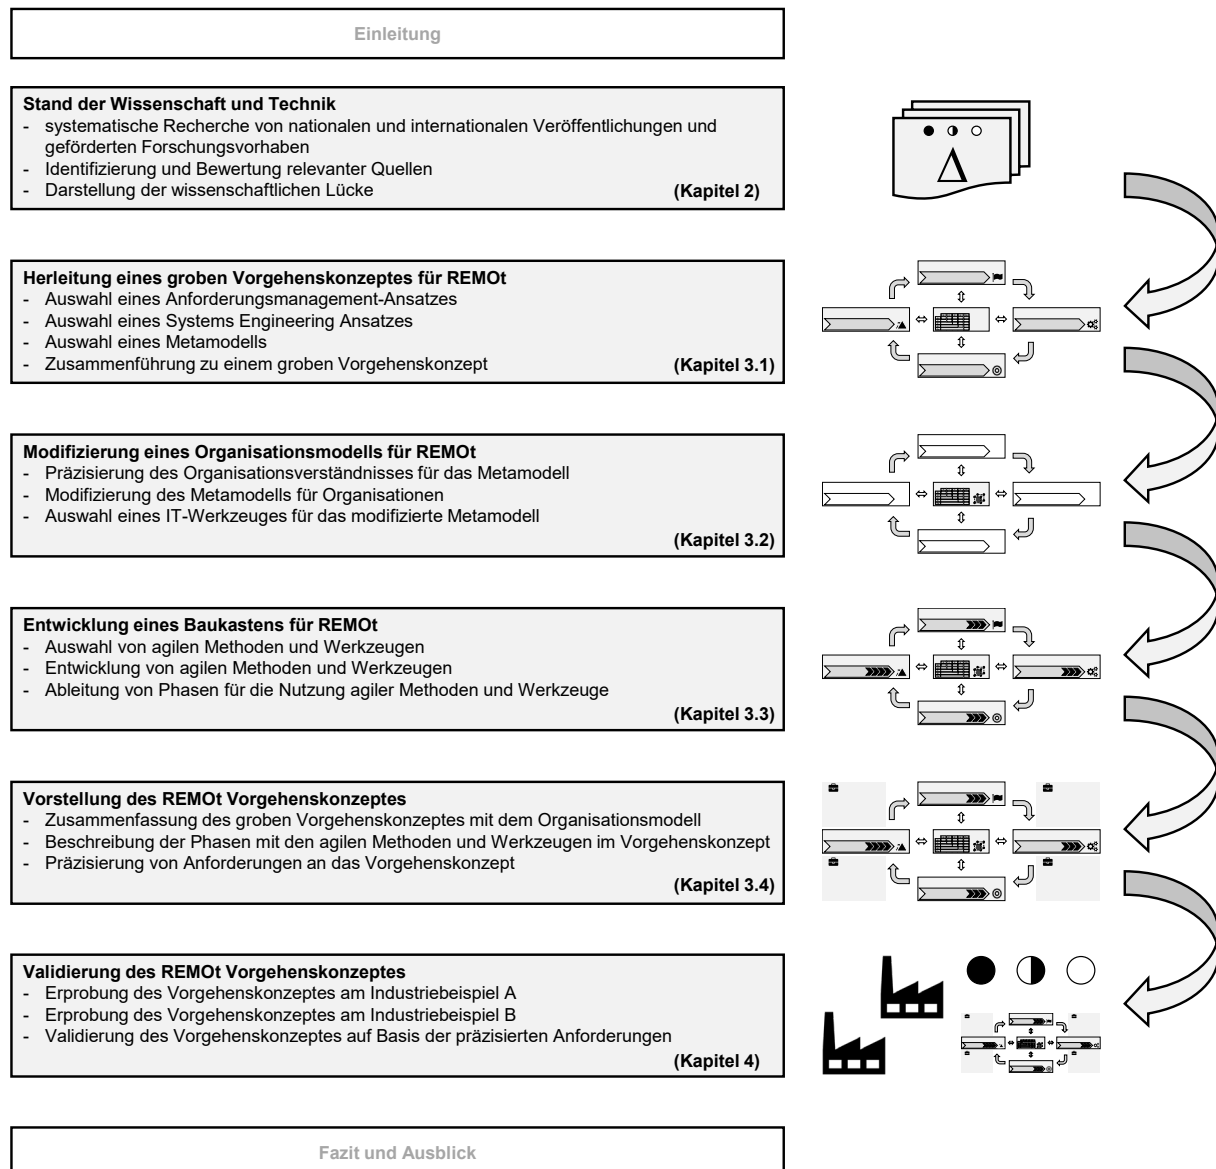 Einleitung
Stand der Wissenschaft und Technik
- systematische Recherche von nationalen und internationalen Veröffentlichungen und
geförderten Forschungsvorhaben
- Identifizierung und Bewertung relevanter Quellen
- Darstellung der wissenschaftlichen Lücke
(Kapitel 2)
Δ
Herleitung eines groben Vorgehenskonzeptes für REMOt
- Auswahl eines Anforderungsmanagement-Ansatzes
- Auswahl eines Systems Engineering Ansatzes
- Auswahl eines Metamodells
- Zusammenführung zu einem groben Vorgehenskonzept
(Kapitel 3.1)
Modifizierung eines Organisationsmodells für REMOt
- Präzisierung des Organisationsverständnisses für das Metamodell
- Modifizierung des Metamodells für Organisationen
- Auswahl eines IT-Werkzeuges für das modifizierte Metamodell
(Kapitel 3.2)
Entwicklung eines Baukastens für REMOt
- Auswahl von agilen Methoden und Werkzeugen
- Entwicklung von agilen Methoden und Werkzeugen
- Ableitung von Phasen für die Nutzung agiler Methoden und Werkzeuge
(Kapitel 3.3)
Vorstellung des REMOt Vorgehenskonzeptes
- Zusammenfassung des groben Vorgehenskonzeptes mit dem Organisationsmodell
- Beschreibung der Phasen mit den agilen Methoden und Werkzeugen im Vorgehenskonzept
- Präzisierung von Anforderungen an das Vorgehenskonzept
(Kapitel 3.4)
Validierung des REMOt Vorgehenskonzeptes
- Erprobung des Vorgehenskonzeptes am Industriebeispiel A
- Erprobung des Vorgehenskonzeptes am Industriebeispiel B
- Validierung des Vorgehenskonzeptes auf Basis der präzisierten Anforderungen
(Kapitel 4)
Fazit und Ausblick